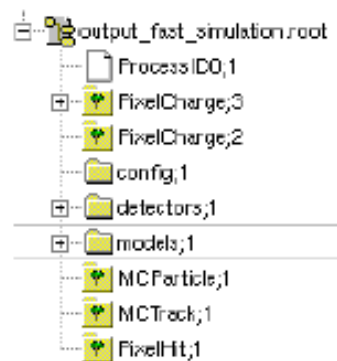 output_fast_simulation.root
ProcessID0;1
PixelCharge;3
PixelCharge;2
config;1
detectors;1
models;1
MCParticle;1
MCTrack;1
PixelHit;1